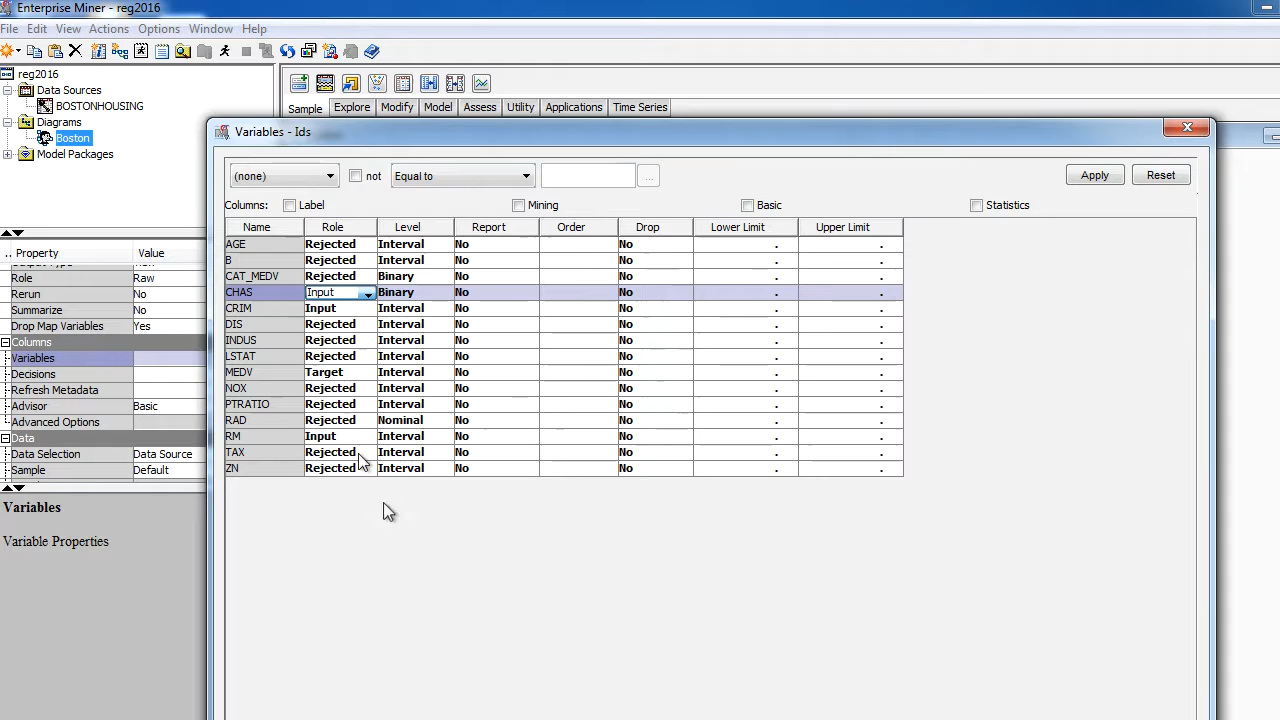 Enterprise Miner - reg2016
File Edit View Actions Options Window Help
reg2016
Data Sources
BOSTONHOUSING
Diagrams
Boston
Model Packages
Sample Explore Modify Model Assess Utility Applications Time Series
.. Property Value
Role Raw
Rerun No
Summarize No
Drop Map Variables Yes
Columns
Variables
Decisions
Refresh Metadata
Advisor Basic
Advanced Options
Data
Data Selection Data Source
Sample Default
Variables
Variable Properties
Variables - Ids
(none) not Equal to ... Apply Reset
Columns: Label Mining Basic Statistics
Name Role Level Report Order Drop Lower Limit Upper Limit
AGE Rejected Interval No No . .
B Rejected Interval No No . .
CAT_MEDV Rejected Binary No No . .
CHAS Input Binary No No . .
CRIM Input Interval No No . .
DIS Rejected Interval No No . .
INDUS Rejected Interval No No . .
LSTAT Rejected Interval No No . .
MEDV Target Interval No No . .
NOX Rejected Interval No No . .
PTRATIO Rejected Interval No No . .
RAD Rejected Nominal No No . .
RM Input Interval No No . .
TAX Rejected Interval No No . .
ZN Rejected Interval No No . .